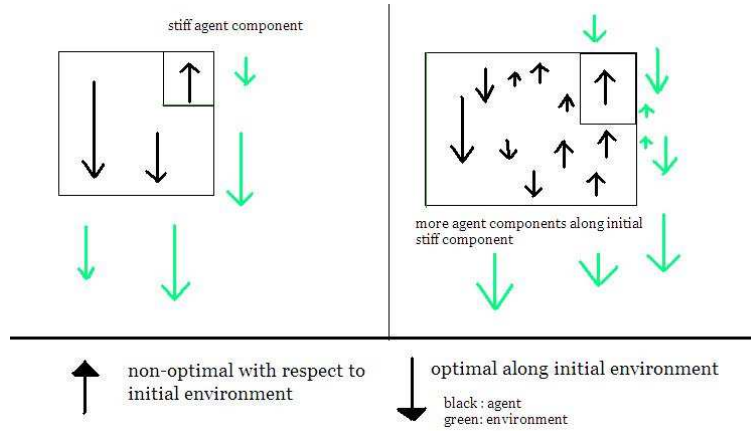 stiff agent component
more agent components along initial
stiff component
non-optimal with respect to
initial environment
optimal along initial environment
black : agent
green: environment